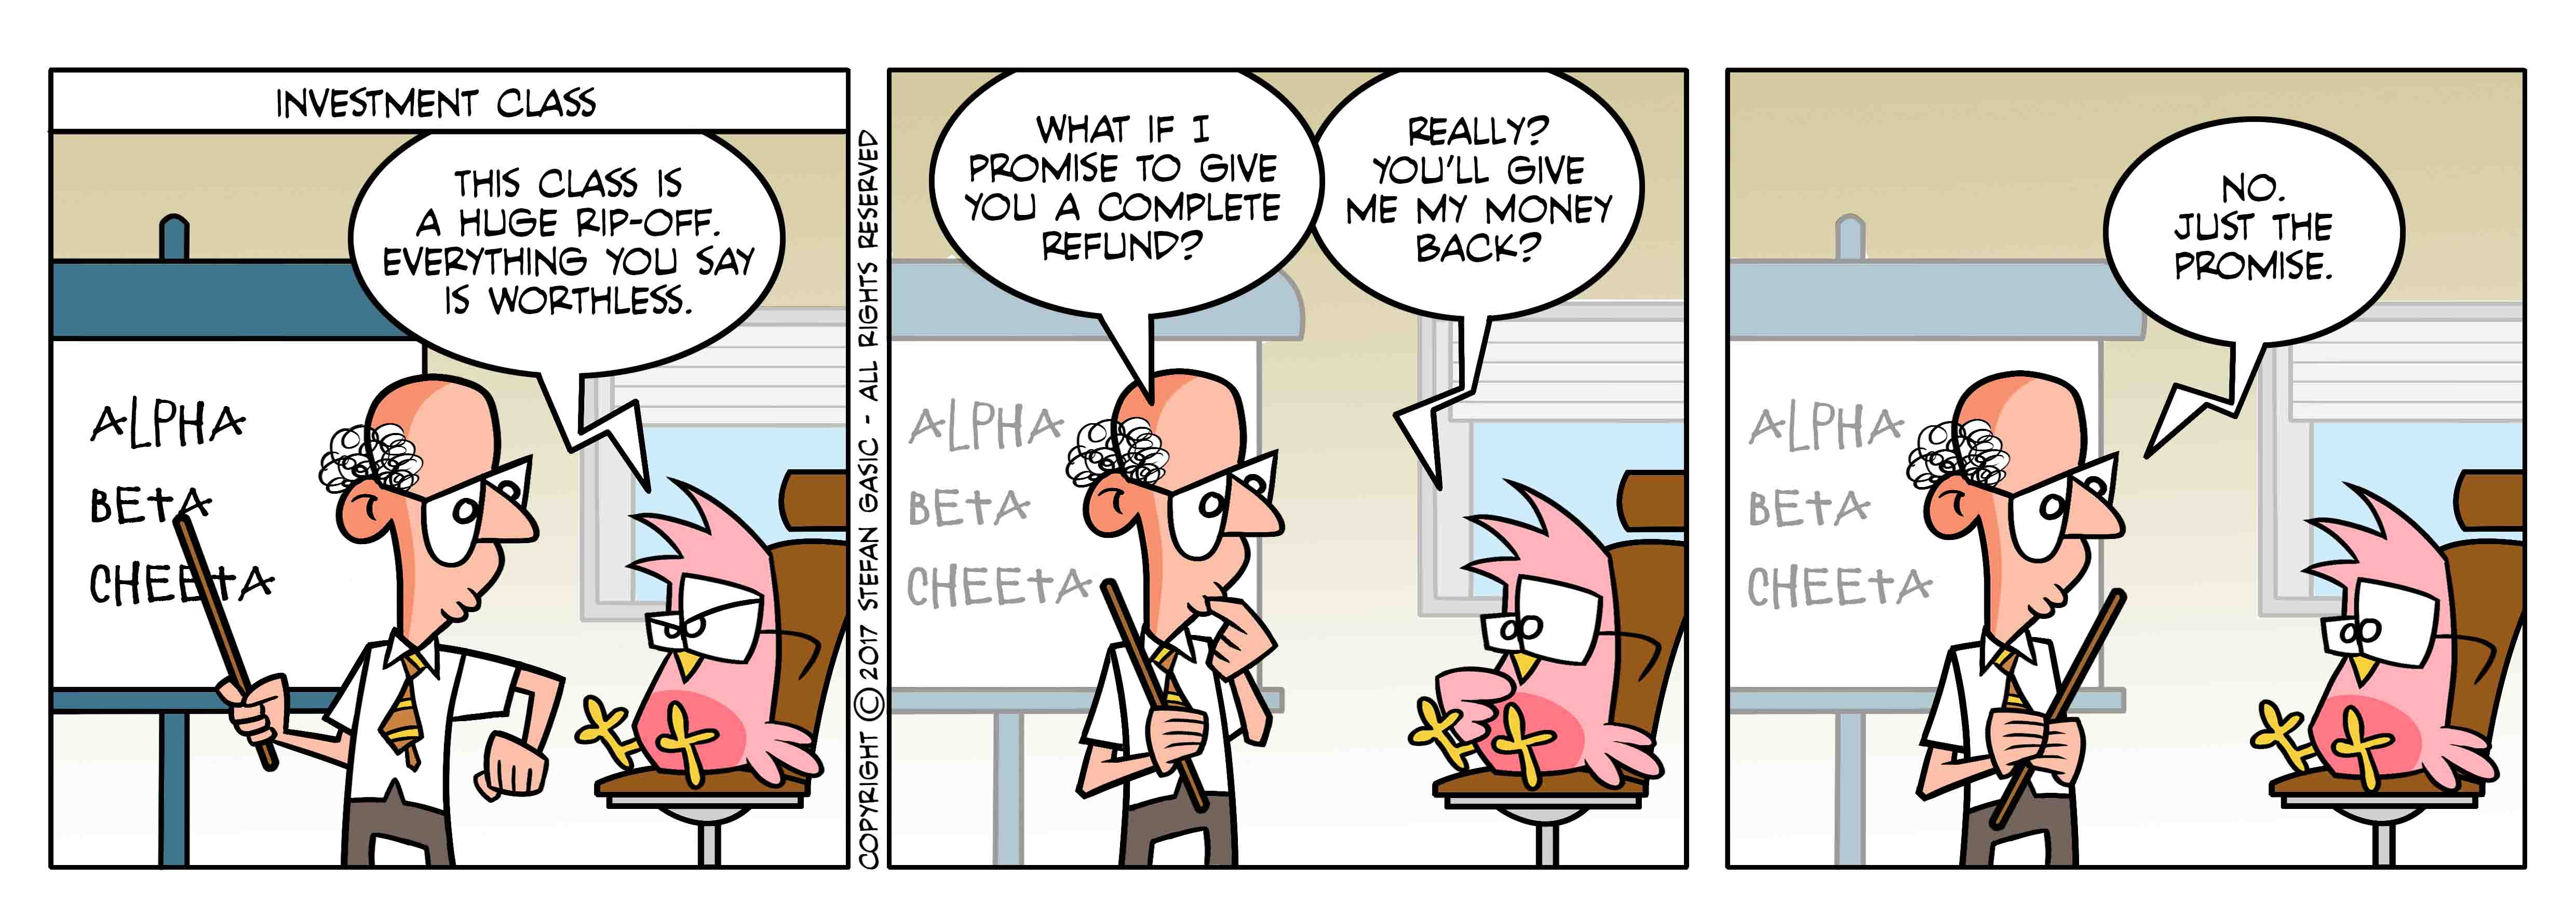 INVESTMENT CLASS
THIS CLASS IS
A HUGE RIP-OFF.
EVERYTHING YOU SAY
IS WORTHLESS.
ALPHA
BETA
CHEETA
COPYRIGHT © 2017 STEFAN GASIC - ALL RIGHTS RESERVED
WHAT IF I
PROMISE TO GIVE
YOU A COMPLETE
REFUND?
REALLY?
YOU'LL GIVE
ME MY MONEY
BACK?
ALPHA
BETA
CHEETA
NO.
JUST THE
PROMISE.
ALPHA
BETA
CHEETA